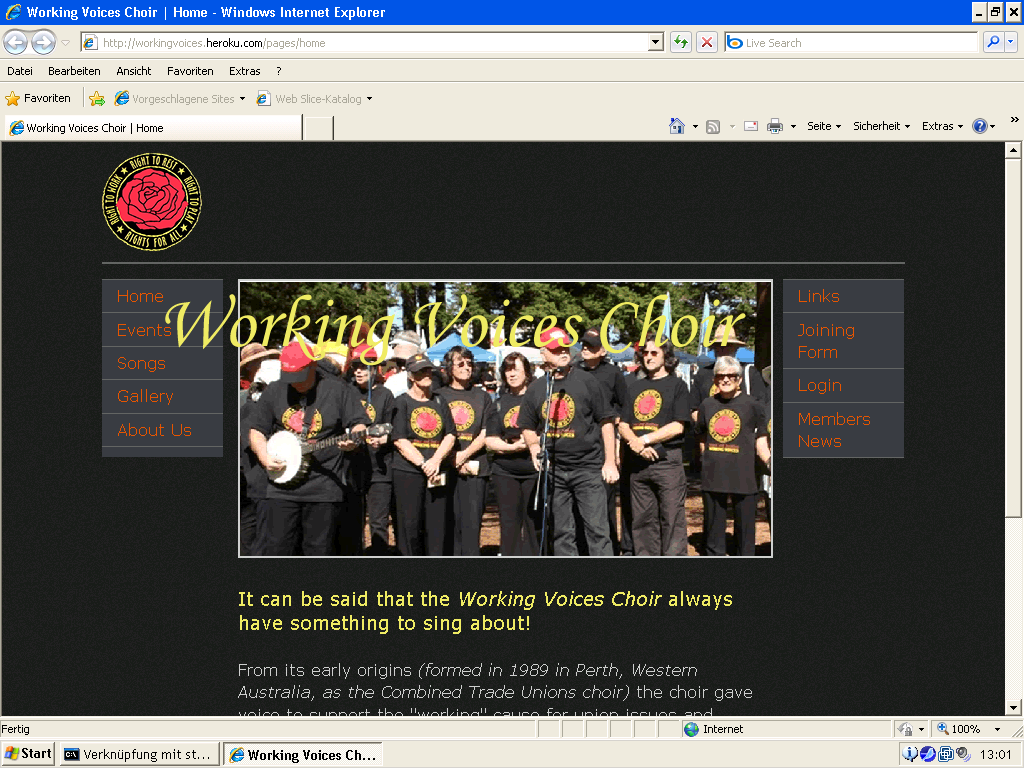 Working Voices Choir | Home - Windows Internet Explorer
http://workingvoices.heroku.com/pages/home
Live Search
Datei Bearbeiten Ansicht Favoriten Extras ?
Favoriten Vorgeschlagene Sites Web Slice-Katalog
Working Voices Choir | Home
Seite Sicherheit Extras ? »
RIGHT TO WORK ★ RIGHT TO REST ★ RIGHT TO PLAY ★ RIGHTS FOR ALL ★
Home
Events
Songs
Gallery
About Us
Working Voices Choir
Links
Joining
Form
Login
Members
News
It can be said that the Working Voices Choir always
have something to sing about!
From its early origins (formed in 1989 in Perth, Western
Australia, as the Combined Trade Unions choir) the choir gave
voice to support the "working" cause for union issues and
Fertig Internet 100%
Start Verknüpfung mit st... Working Voices Ch... 13:01